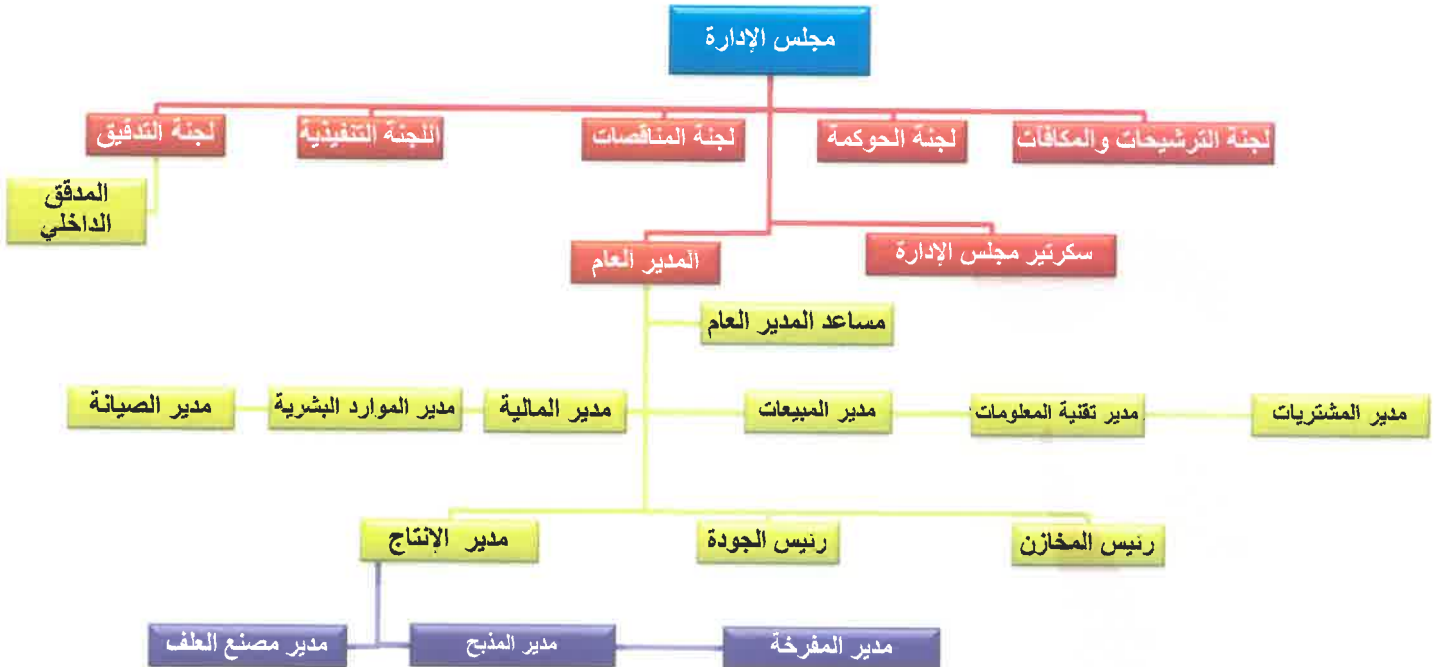 مجلس الإدارة
لجنة الترشيحات والمكافات
لجنة الحوكمة
لجنة المناقصات
اللجنة التنفيذية
لجنة التدقيق
المدقق
الداخلي
سكرتير مجلس الإدارة
المدير العام
مساعد المدير العام
مدير المشتريات
مدير تقنية المعلومات
مدير المبيعات
مدير المالية
مدير الموارد البشرية
مدير الصيانة
رئيس المخازن
رئيس الجودة
مدير الإنتاج
مدير المفرخة
مدير المذبح
مدير مصنع العلف